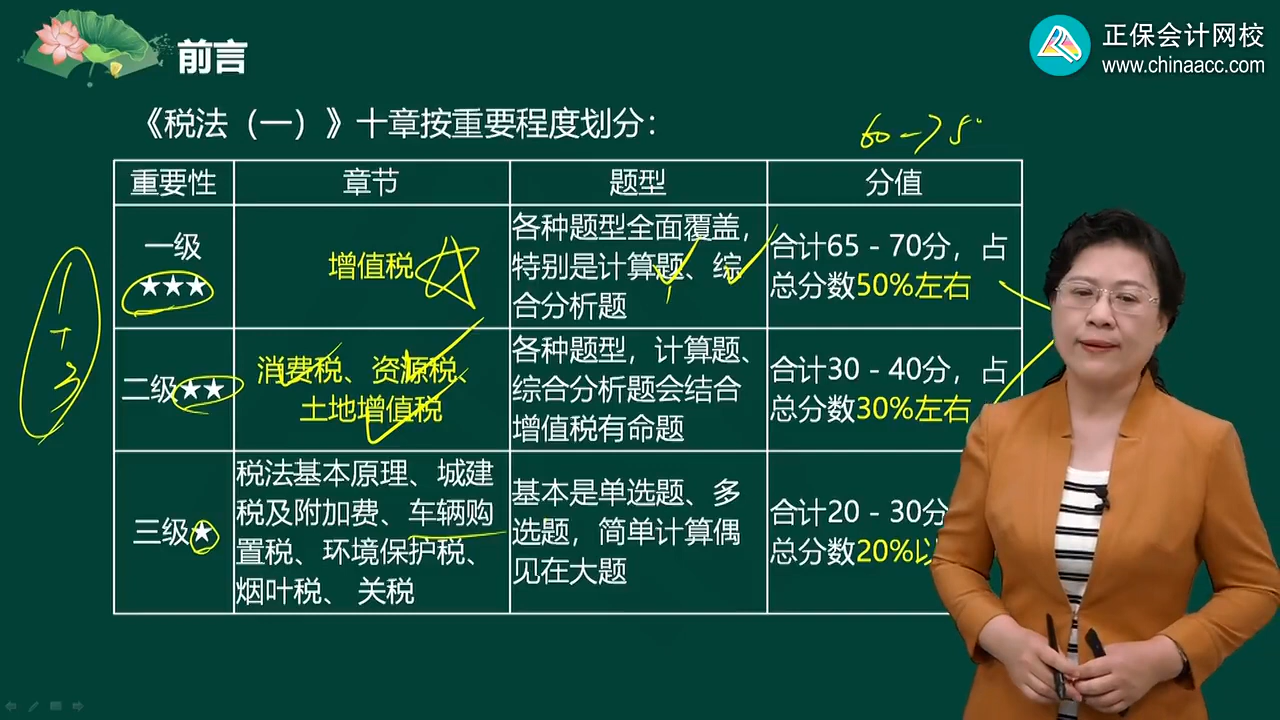 前言
正保会计网校
www.chinaacc.com
《税法（一）》十章按重要程度划分：
60-75
重要性 章节 题型 分值
一级
★★★
增值税
各种题型全面覆盖，
特别是计算题、综
合分析题
合计65-70分，占
总分数50%左右
二级★★
消费税、资源税、
土地增值税
各种题型，计算题、
综合分析题会结合
增值税有命题
合计30-40分，占
总分数30%左右
三级★
税法基本原理、城建
税及附加费、车辆购
置税、环境保护税、
烟叶税、 关税
基本是单选题、多
选题，简单计算偶
见在大题
合计20-30分
总分数20%以
1
+
3